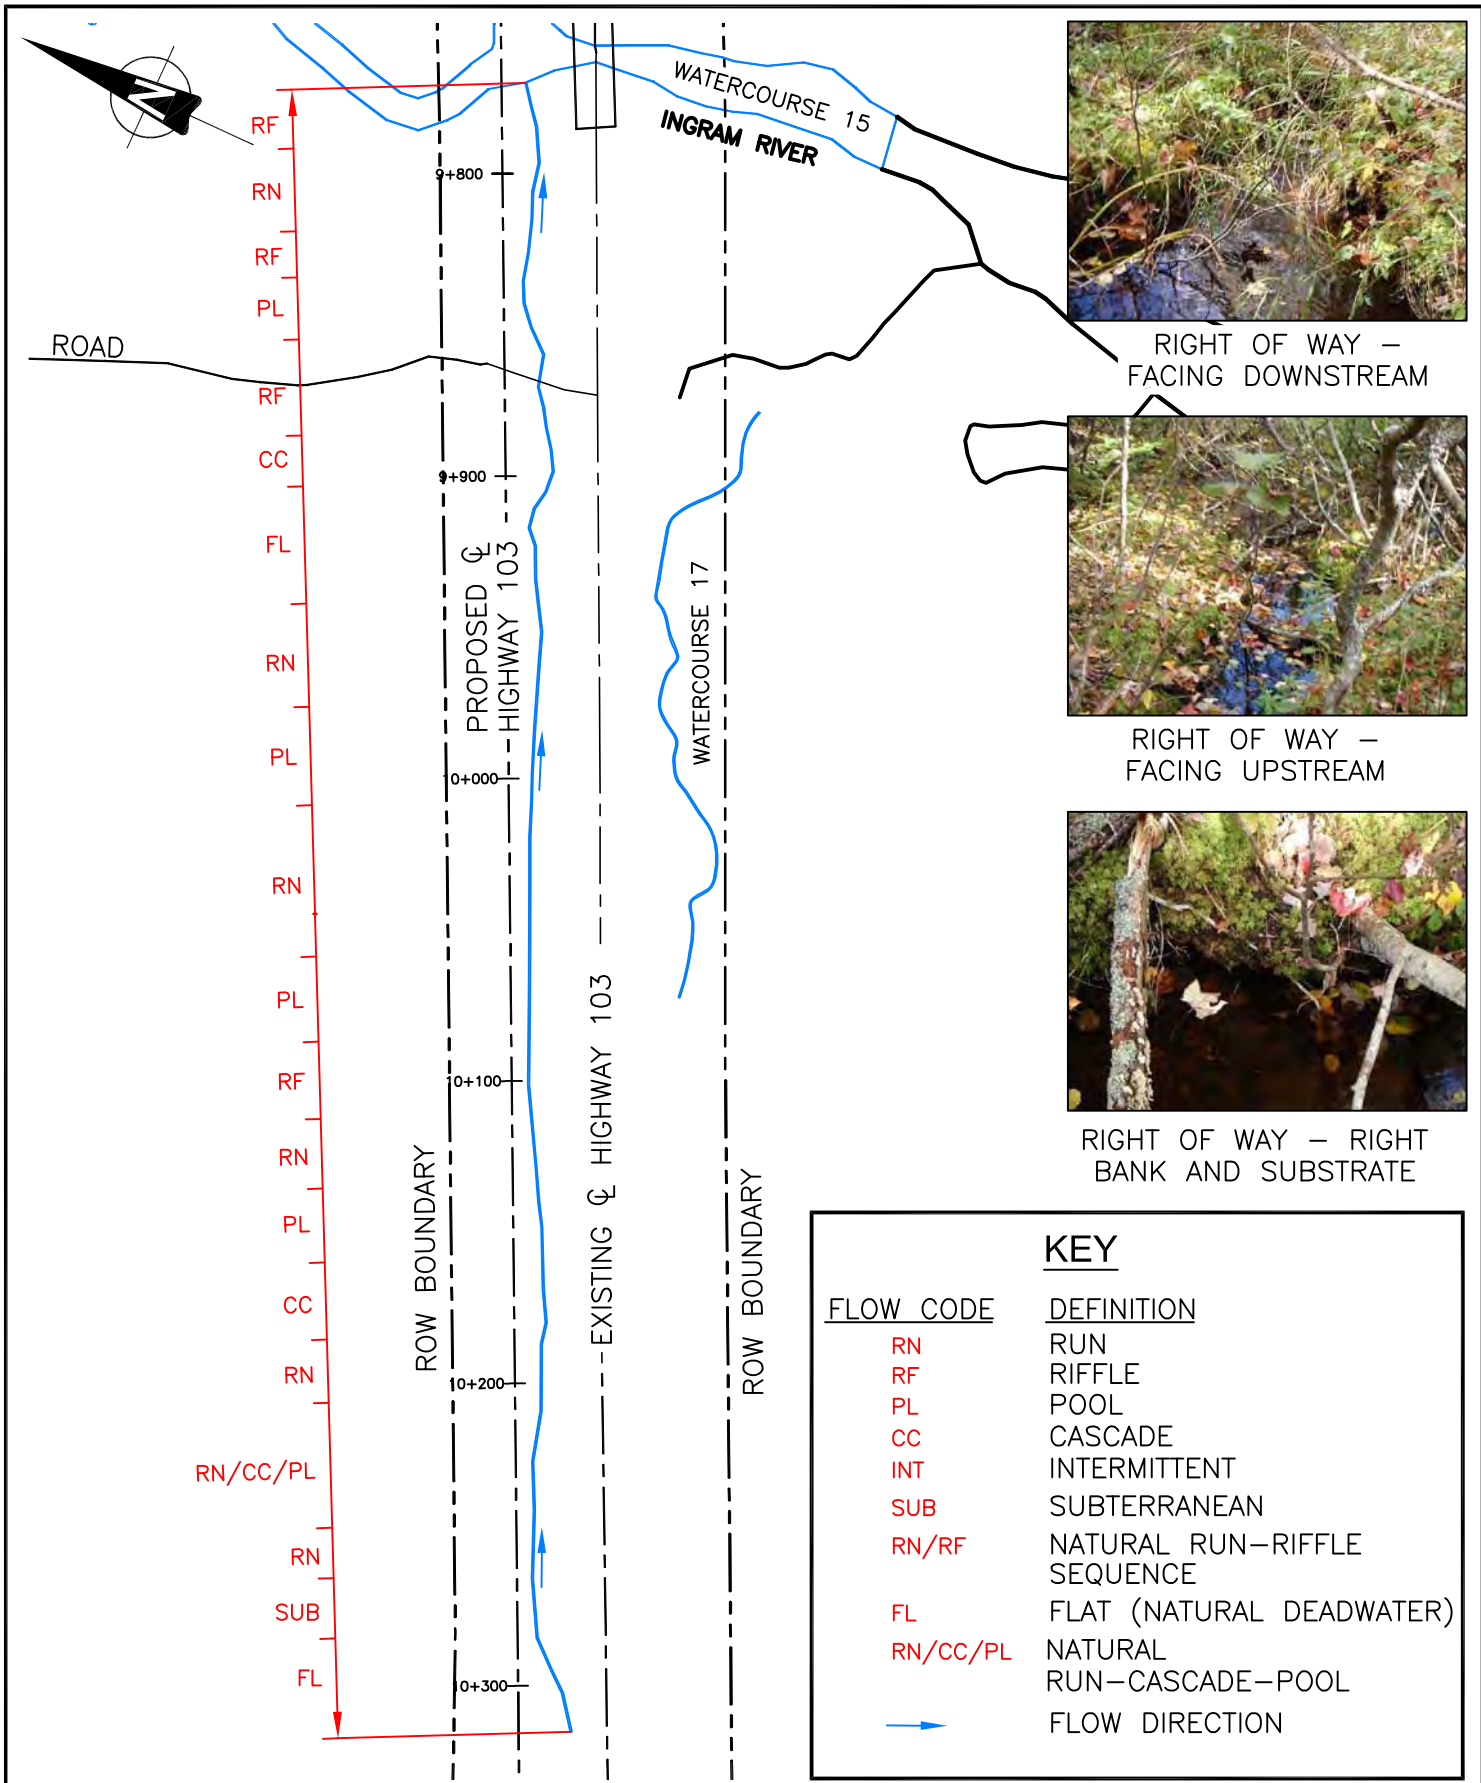 N
WATERCOURSE 15
INGRAM RIVER
RF
RN
RF
PL
ROAD
RF
CC
FL
RN
PL
RN
PL
RF
RN
PL
CC
RN
RN/CC/PL
RN
SUB
FL
9+800
9+900
10+000
10+100
10+200
10+300
PROPOSED ℄
HIGHWAY 103
WATERCOURSE 17
EXISTING ℄ HIGHWAY 103
ROW BOUNDARY
ROW BOUNDARY
RIGHT OF WAY –
FACING DOWNSTREAM
RIGHT OF WAY –
FACING UPSTREAM
RIGHT OF WAY – RIGHT
BANK AND SUBSTRATE
KEY
FLOW CODE DEFINITION
RN RUN
RF RIFFLE
PL POOL
CC CASCADE
INT INTERMITTENT
SUB SUBTERRANEAN
RN/RF NATURAL RUN–RIFFLE
SEQUENCE
FL FLAT (NATURAL DEADWATER)
RN/CC/PL NATURAL
RUN–CASCADE–POOL
FLOW DIRECTION